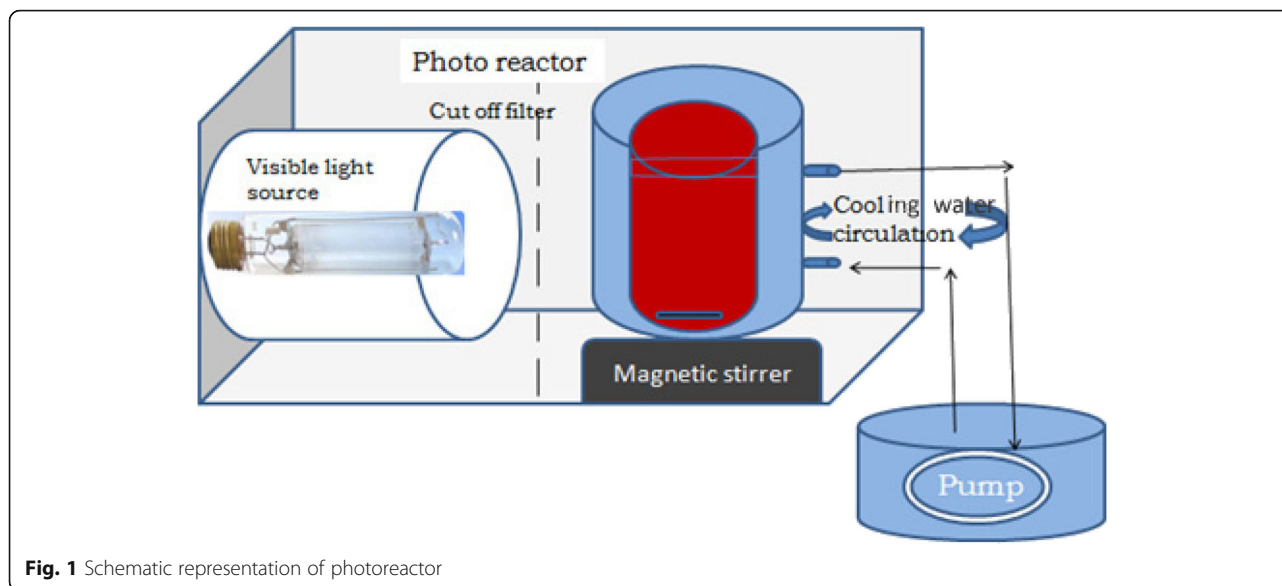 Photo reactor
Cut off filter
Visible light
source
Cooling water
circulation
Magnetic stirrer
Pump
Fig. 1 Schematic representation of photoreactor